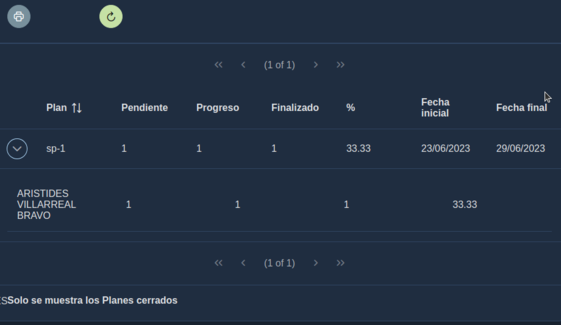 (1 of 1)
Plan Pendiente Progreso Finalizado % Fecha inicial Fecha final
sp-1 1 1 1 33.33 23/06/2023 29/06/2023
ARISTIDES
VILLARREAL
BRAVO
1 1 1 33.33
(1 of 1)
Solo se muestra los Planes cerrados